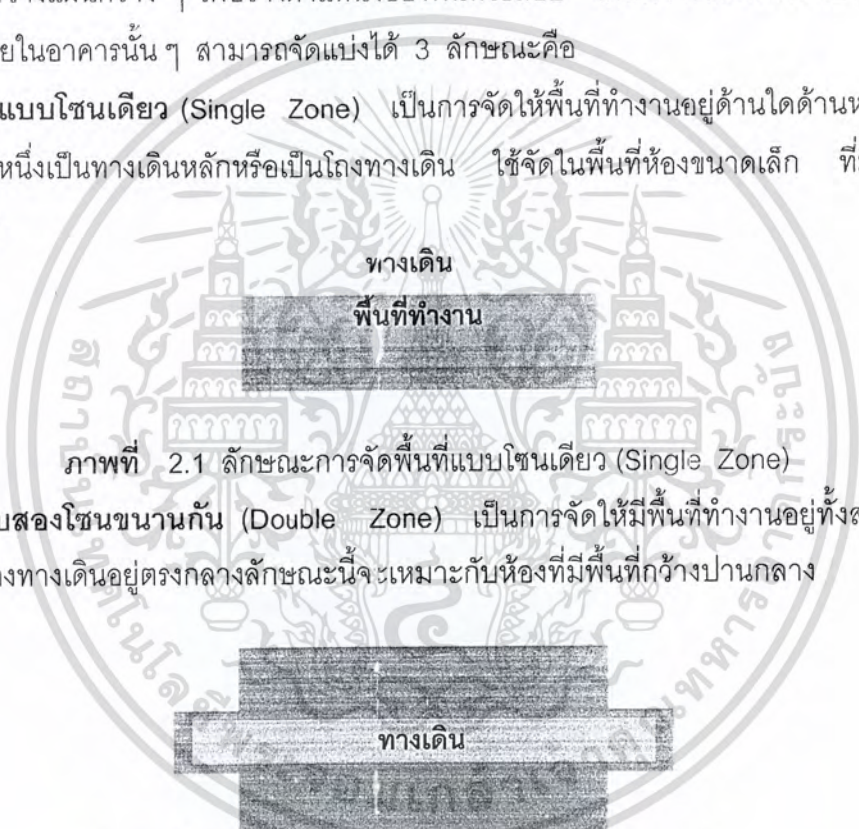 ยในอาคารนั้น ๆ สามารถจัดแบ่งได้ 3 ลักษณะคือ
แบบโซนเดียว (Single Zone) เป็นการจัดให้พื้นที่ทำงานอยู่ด้านใดด้านห
หนึ่งเป็นทางเดินหลักหรือเป็นโถงทางเดิน ใช้จัดในพื้นที่ห้องขนาดเล็ก ที่
ทางเดิน
พื้นที่ทำงาน
ภาพที่ 2.1 ลักษณะการจัดพื้นที่แบบโซนเดียว (Single Zone)
บสองโซนขนานกัน (Double Zone) เป็นการจัดให้มีพื้นที่ทำงานอยู่ทั้งส
งทางเดินอยู่ตรงกลางลักษณะนี้จะเหมาะกับห้องที่มีพื้นที่กว้างปานกลาง
ทางเดิน